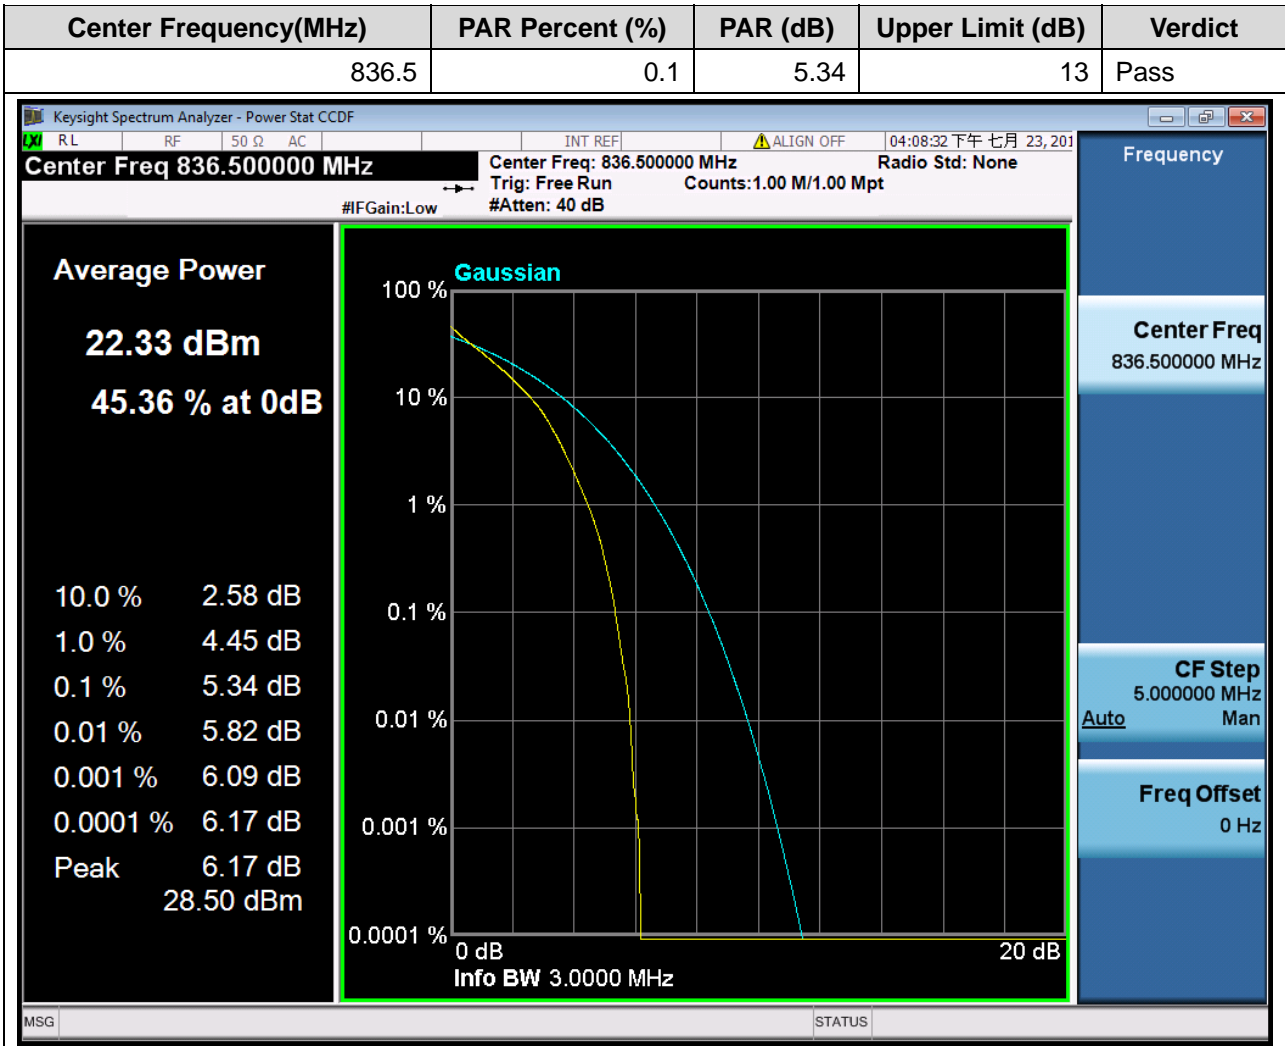 Center Frequency(MHz) PAR Percent (%) PAR (dB) Upper Limit (dB) Verdict
836.5 0.1 5.34 13 Pass
Keysight Spectrum Analyzer - Power Stat CCDF
LXI RL RF 50 Ω AC INT REF ALIGN OFF 04:08:32 下午 七月 23, 201
Center Freq 836.500000 MHz
Center Freq: 836.500000 MHz Radio Std: None
Trig: Free Run Counts:1.00 M/1.00 Mpt
#IFGain:Low #Atten: 40 dB
Average Power
22.33 dBm
45.36 % at 0dB
10.0 % 2.58 dB
1.0 % 4.45 dB
0.1 % 5.34 dB
0.01 % 5.82 dB
0.001 % 6.09 dB
0.0001 % 6.17 dB
Peak 6.17 dB
28.50 dBm
Gaussian
100 %
10 %
1 %
0.1 %
0.01 %
0.001 %
0.0001 %
0 dB 20 dB
Info BW 3.0000 MHz
Frequency
Center Freq
836.500000 MHz
CF Step
5.000000 MHz
Auto Man
Freq Offset
0 Hz
MSG STATUS